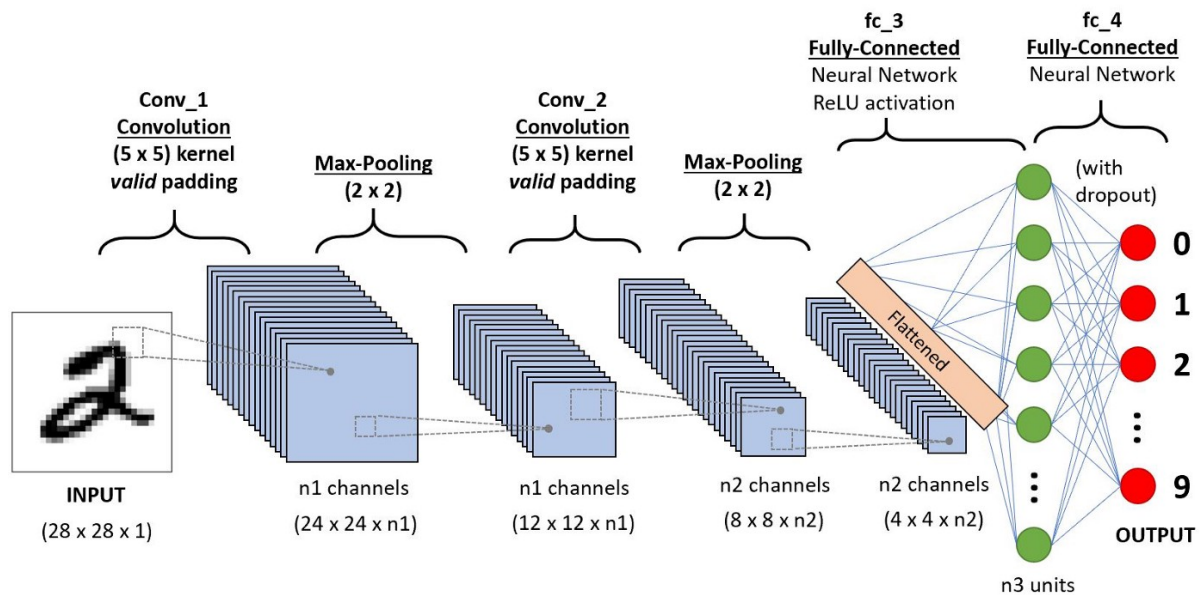 fc_3
Fully-Connected
Neural Network
ReLU activation
fc_4
Fully-Connected
Neural Network
Conv_1
Convolution
(5 x 5) kernel
valid padding
Max-Pooling
(2 x 2)
Conv_2
Convolution
(5 x 5) kernel
valid padding
Max-Pooling
(2 x 2)
(with
dropout)
0
1
2
9
Flattened
INPUT
(28 x 28 x 1)
n1 channels
(24 x 24 x n1)
n1 channels
(12 x 12 x n1)
n2 channels
(8 x 8 x n2)
n2 channels
(4 x 4 x n2)
OUTPUT
n3 units